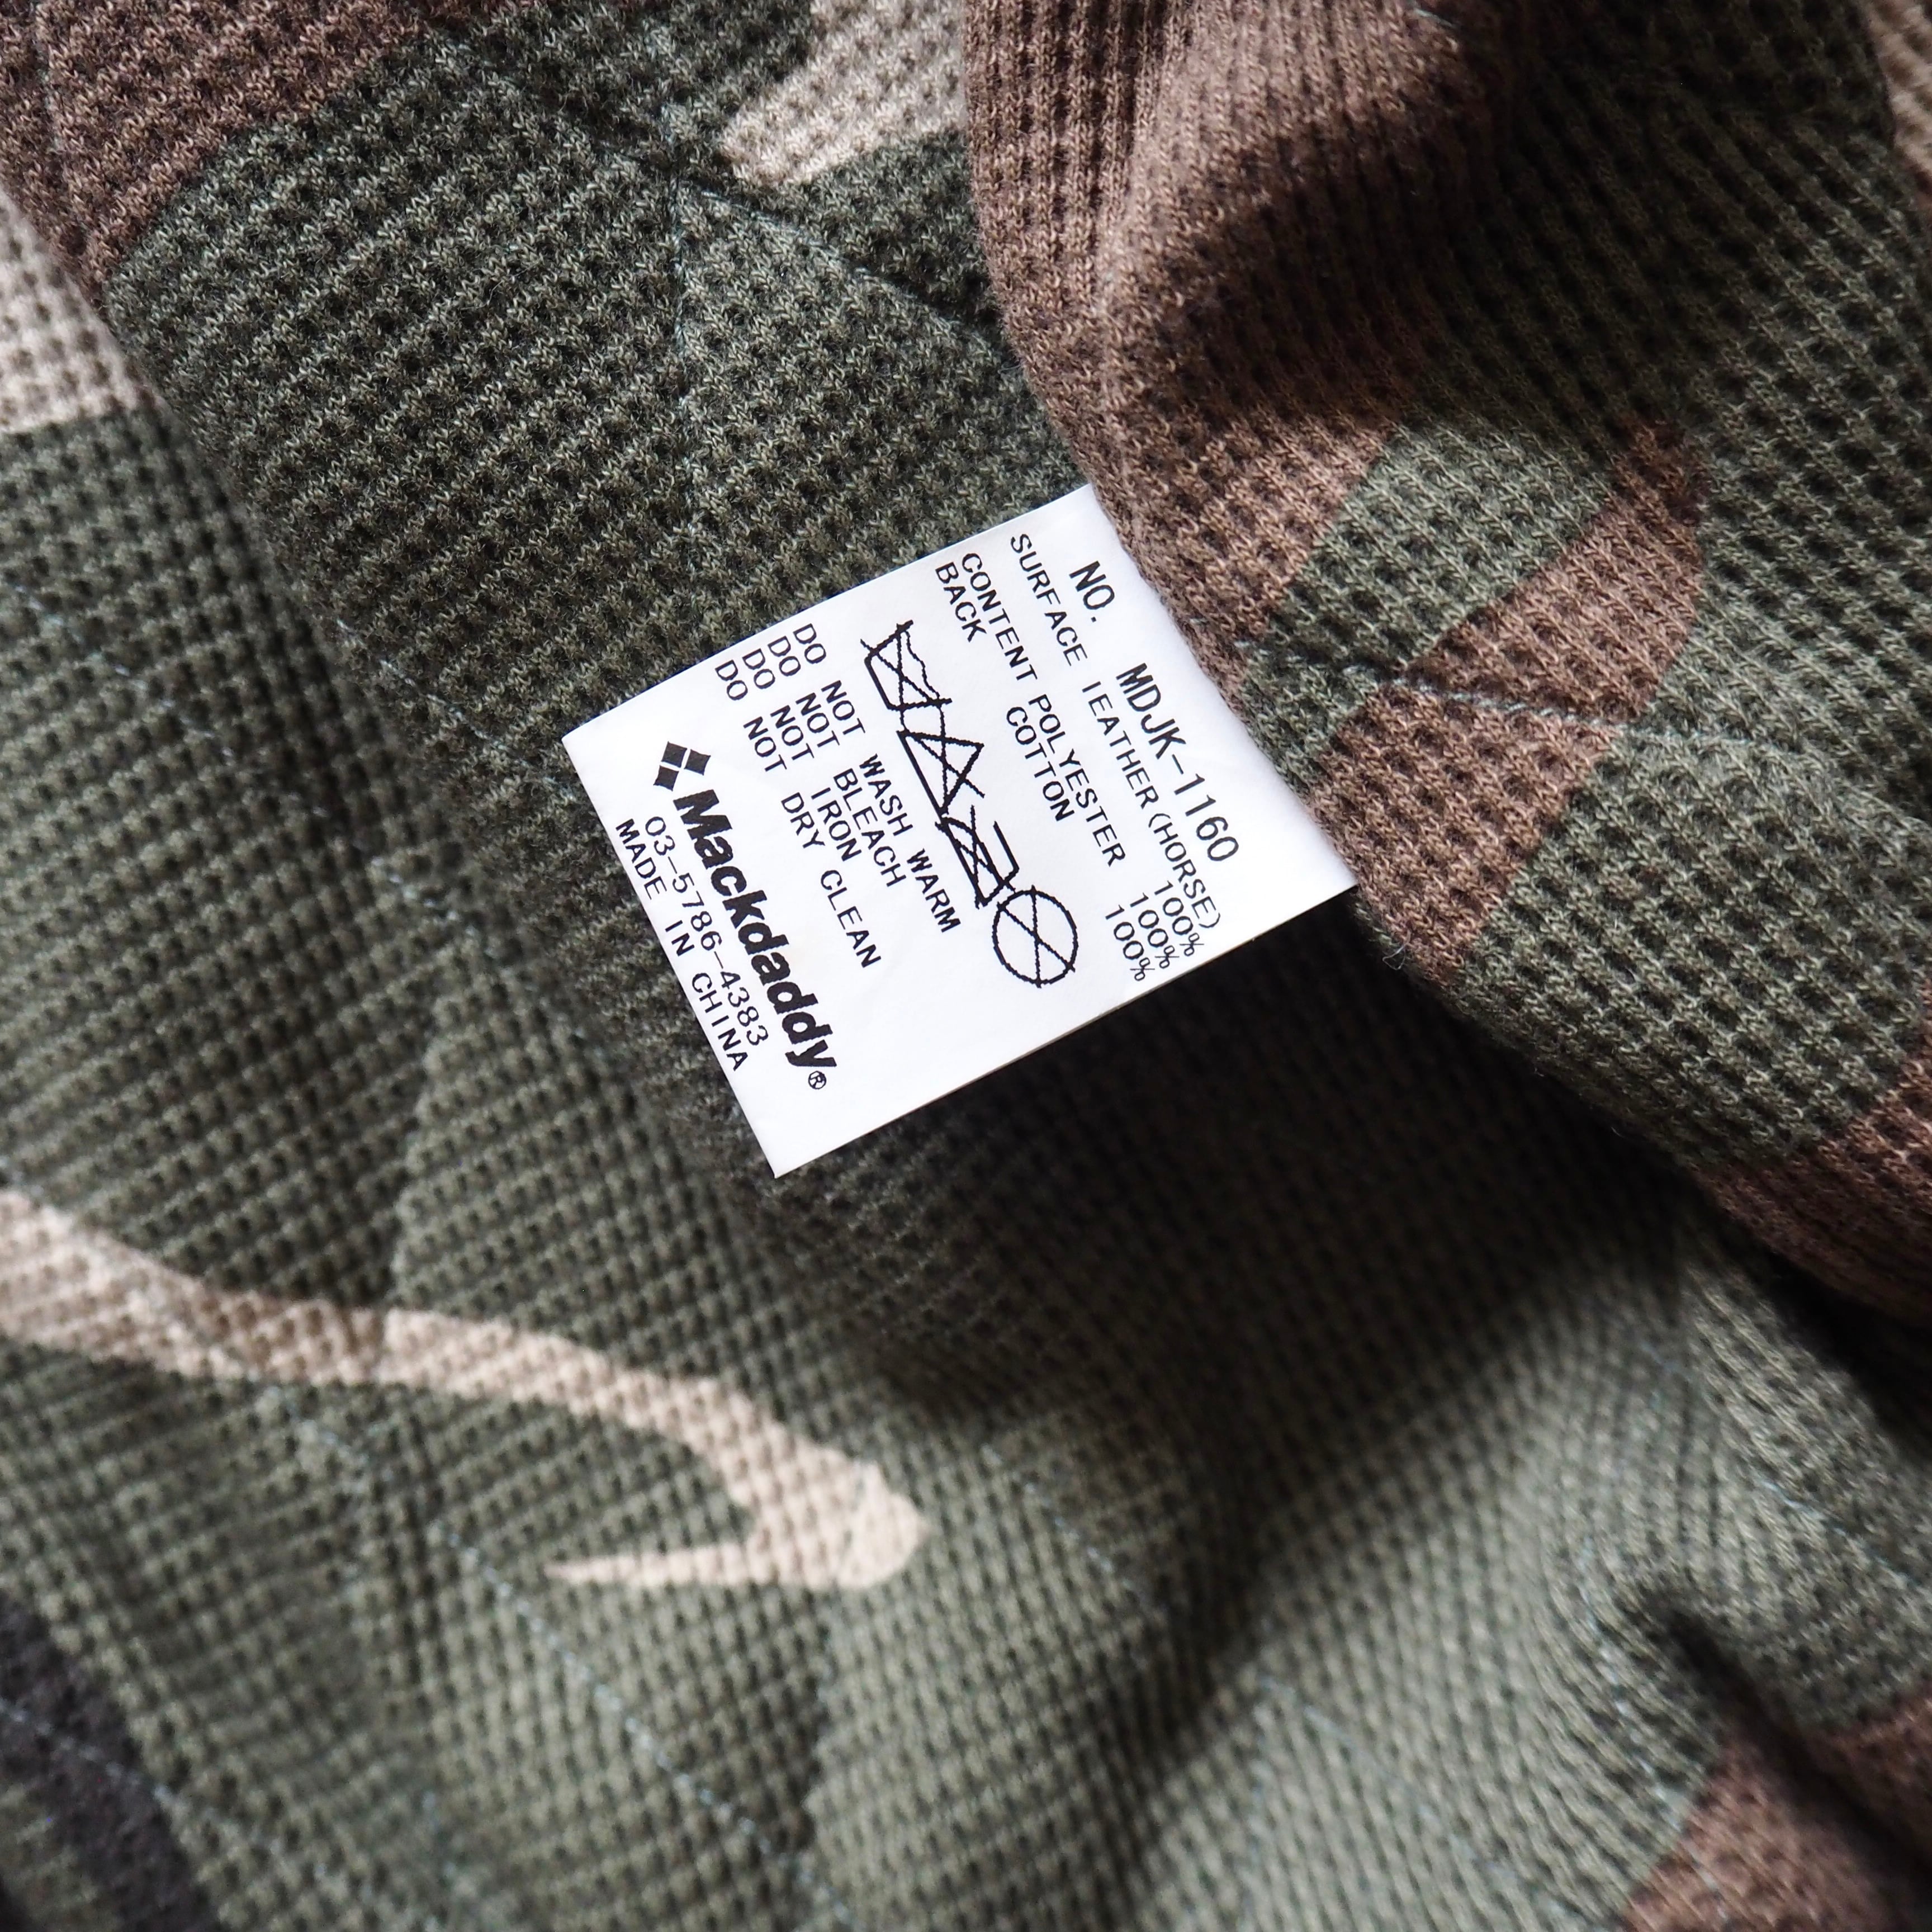 NO. MDJK-1160
SURFACE lEATHER(HORSE) 100%
CONTENT POLYESTER 100%
BACK COTTON 100%
DO NOT WASH WARM
DO NOT BLEACH
DO NOT IRON
DO NOT DRY CLEAN
Mackdaddy®
03-5786-4383
MADE IN CHINA